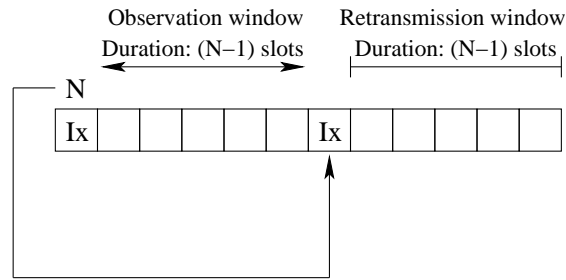 Observation window
Duration: (N–1) slots
Retransmission window
Duration: (N–1) slots
N
Ix
Ix